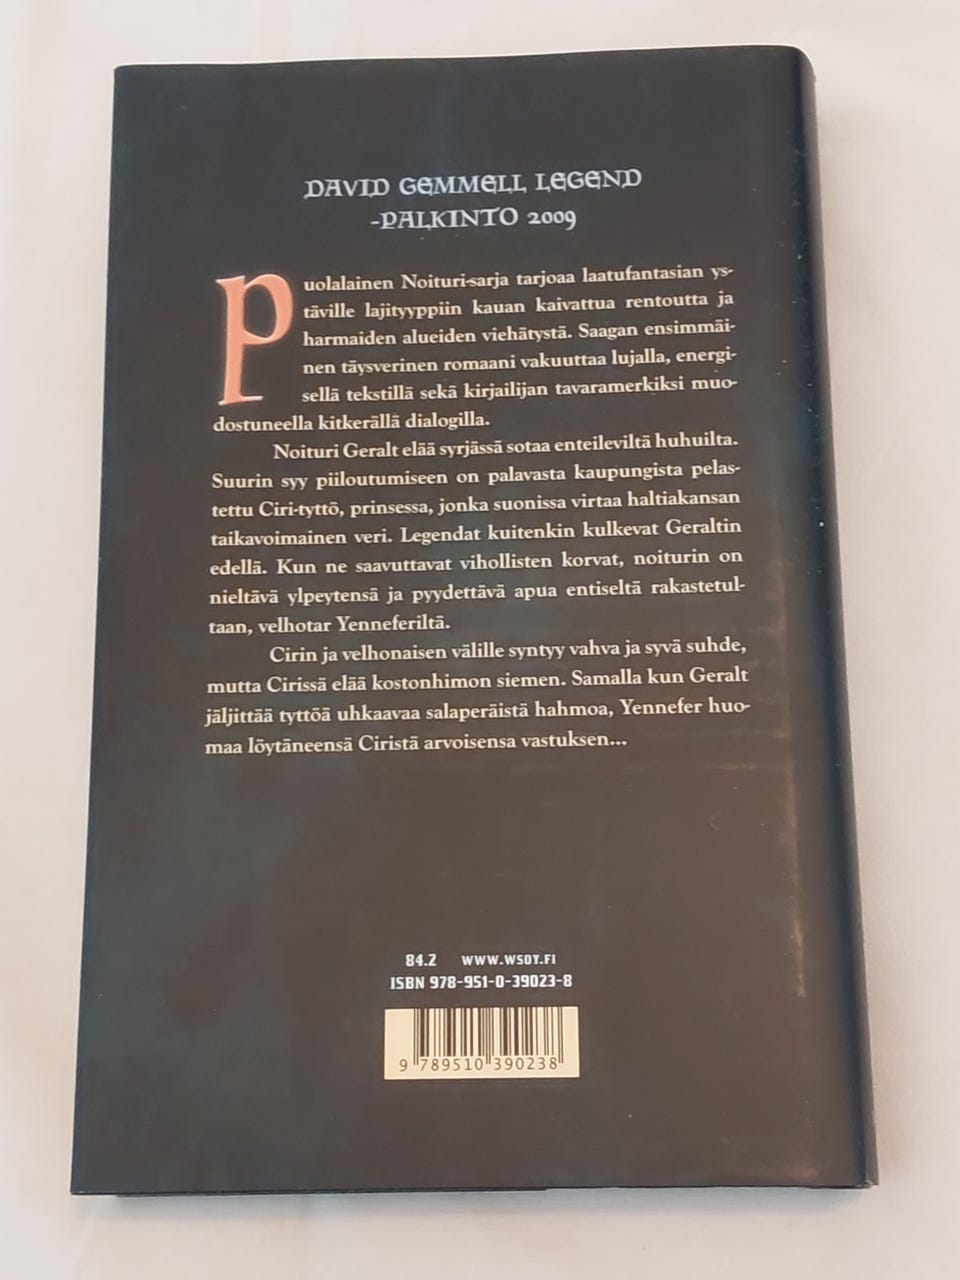 DAVID GEMMELL LEGEND
-PALKINTO 2009
Puolalainen Noituri-sarja tarjoaa laatufantasian ys-
täville lajityyppiin kauan kaivattua rentoutta ja
harmaiden alueiden viehätystä. Saagan ensimmäi-
nen täysverinen romaani vakuuttaa lujalla, energi-
sellä tekstillä sekä kirjailijan tavaramerkiksi muo-
dostuneella kitkerällä dialogilla.
Noituri Geralt elää syrjässä sotaa enteileviltä huhuilta.
Suurin syy piiloutumiseen on palavasta kaupungista pelas-
tettu Ciri-tyttö, prinsessa, jonka suonissa virtaa haltiakansan
taikavoimainen veri. Legendat kuitenkin kulkevat Geraltin
edellä. Kun ne saavuttavat vihollisten korvat, noiturin on
nieltävä ylpeytensä ja pyydettävä apua entiseltä rakastetul-
taan, velhotar Yenneferiltä.
Cirin ja velhonaisen välille syntyy vahva ja syvä suhde,
mutta Cirissä elää kostonhimon siemen. Samalla kun Geralt
jäljittää tyttöä uhkaavaa salaperäistä hahmoa, Yennefer huo-
maa löytäneensä Ciristä arvoisensa vastuksen...
84.2 WWW.WSOY.FI
ISBN 978-951-0-39023-8
9 789510 390238